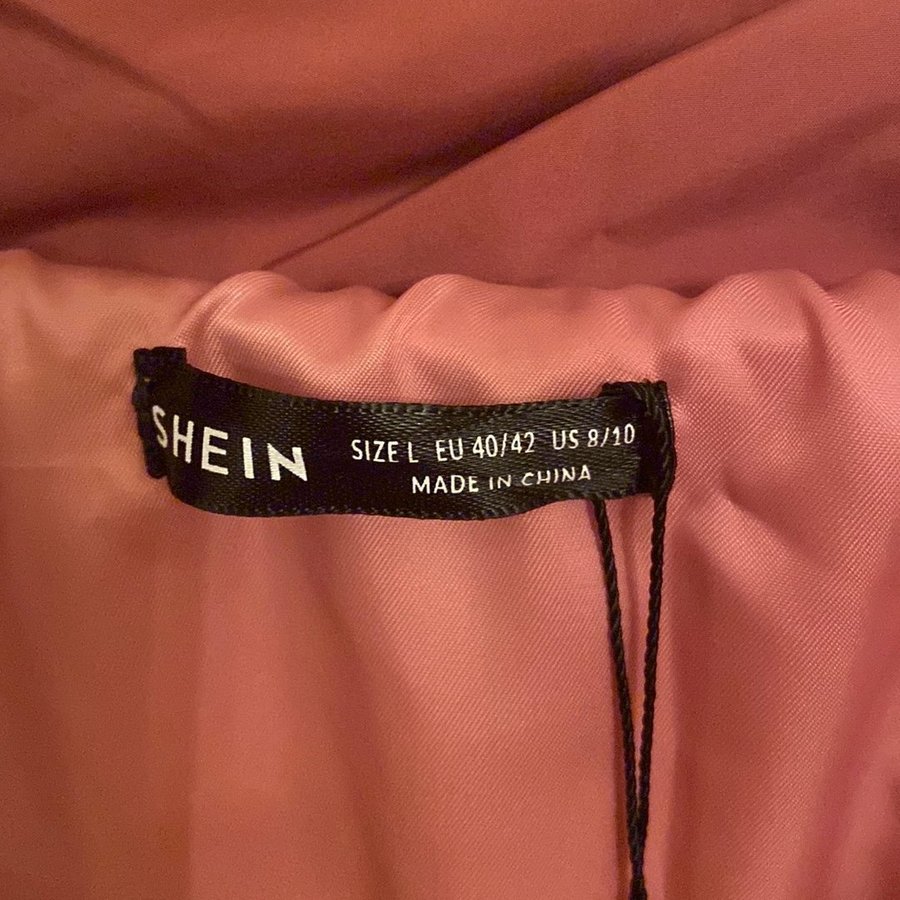 SHEIN
SIZE L EU 40/42 US 8/10
MADE IN CHINA